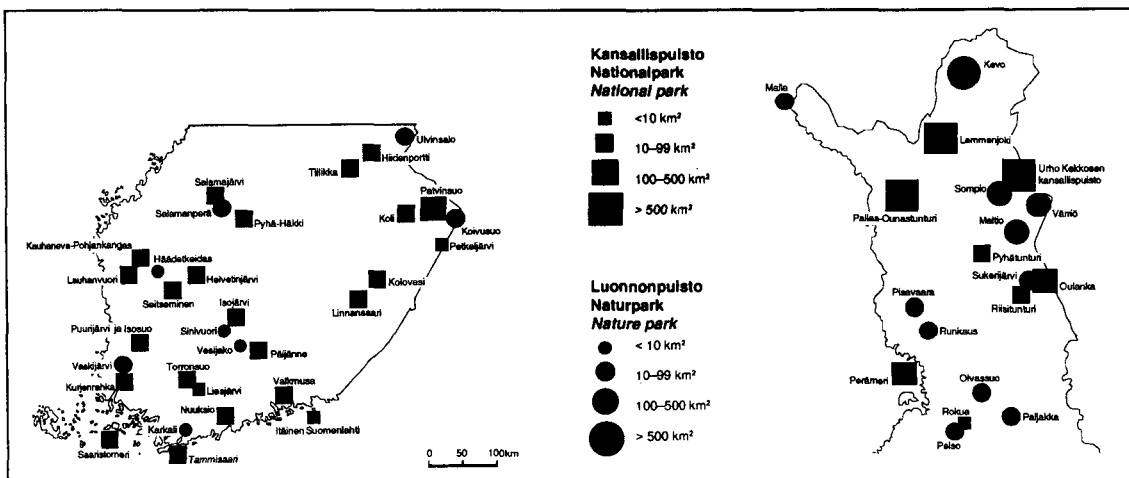 Ulvinsalo
Hiidenportti
Tiilikka
Salamajärvi
Patvinsuo
Salamanperä
Koli
Pyhä-Häkki
Koivusuo
Petkeljärvi
Kauhaneva-Pohjankangas
Häädetkeidas
Lauhanvuori
Helvetinjärvi
Kolovesi
Seitseminen
Isojärvi
Linnansaari
Puurijärvi ja Isosuo
Sinivuori
Vesijako
Päijänne
Vaskijärvi
Torronsuo
Kurjenrahka
Liesjärvi
Valkmusa
Nuuksio
Karkali
Itäinen Suomenlahti
Saaristomeri
Tammisaari
0 50 100km
Kansallispuisto
Nationalpark
National park
<10 km²
10–99 km²
100–500 km²
> 500 km²
Luonnonpuisto
Naturpark
Nature park
< 10 km²
10–99 km²
100–500 km²
> 500 km²
Kevo
Malla
Lemmenjoki
Urho Kekkosen
kansallispuisto
Sompio
Pallas-Ounastunturi
Värriö
Maltio
Pyhätunturi
Sukerijärvi
Oulanka
Pisavaara
Riisitunturi
Runkaus
Perämeri
Olvassuo
Rokua
Paljakka
Pelso